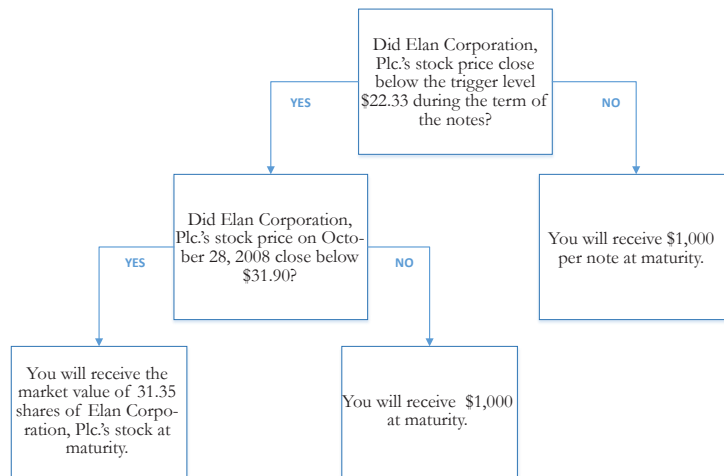 Did Elan Corporation,
Plc.'s stock price close
below the trigger level
$22.33 during the term of
the notes?
YES
NO
Did Elan Corporation,
Plc.'s stock price on Octo-
ber 28, 2008 close below
$31.90?
You will receive $1,000
per note at maturity.
YES
NO
You will receive the
market value of 31.35
shares of Elan Corpo-
ration, Plc.'s stock at
maturity.
You will receive $1,000
at maturity.